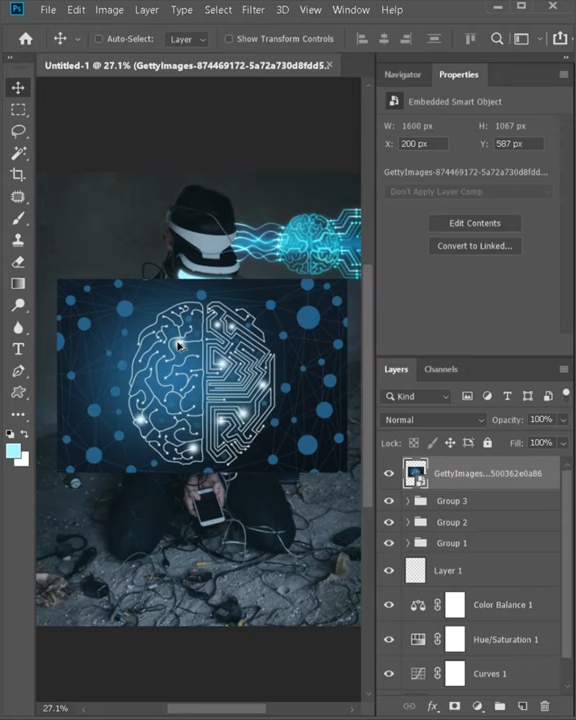 Ps File Edit Image Layer Type Select Filter 3D View Window Help
Auto-Select: Layer Show Transform Controls
Untitled-1 @ 27.1% (GettyImages-874469172-5a72a730d8fdd5..
Navigator Properties
Embedded Smart Object
W: 1600 px H: 1067 px
X: 200 px Y: 587 px
GettyImages-874469172-5a72a730d8fdd...
Don't Apply Layer Comp
Edit Contents
Convert to Linked...
T
Layers Channels
Kind T
Normal Opacity: 100%
Lock: Fill: 100%
GettyImages...500362e0a86
Group 3
Group 2
Group 1
Layer 1
Color Balance 1
Hue/Saturation 1
Curves 1
27.1%
fx